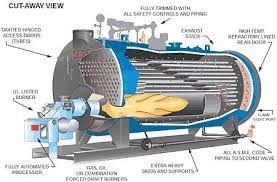 CUT-AWAY VIEW
FULLY TRIMMED WITH
ALL SAFETY CONTROLS AND PIPING
DAVITED HINGED
ACCESS DOORS
(TUBES)
EXHAUST
STACK
HIGH TEMP.
REFRACTORY LINED
REAR DOOR
UL-LISTED BURNER
FLAME
SIGHT PORT
FULLY AUTOMATED
PROCESSOR
GAS, OIL
OR COMBINATION
FORCED DRAFT BURNERS
EXTRA HEAVY
SKIDS AND SUPPORTS
ALL A.S.M.E. CODE
PIPING TO SECOND VALVE